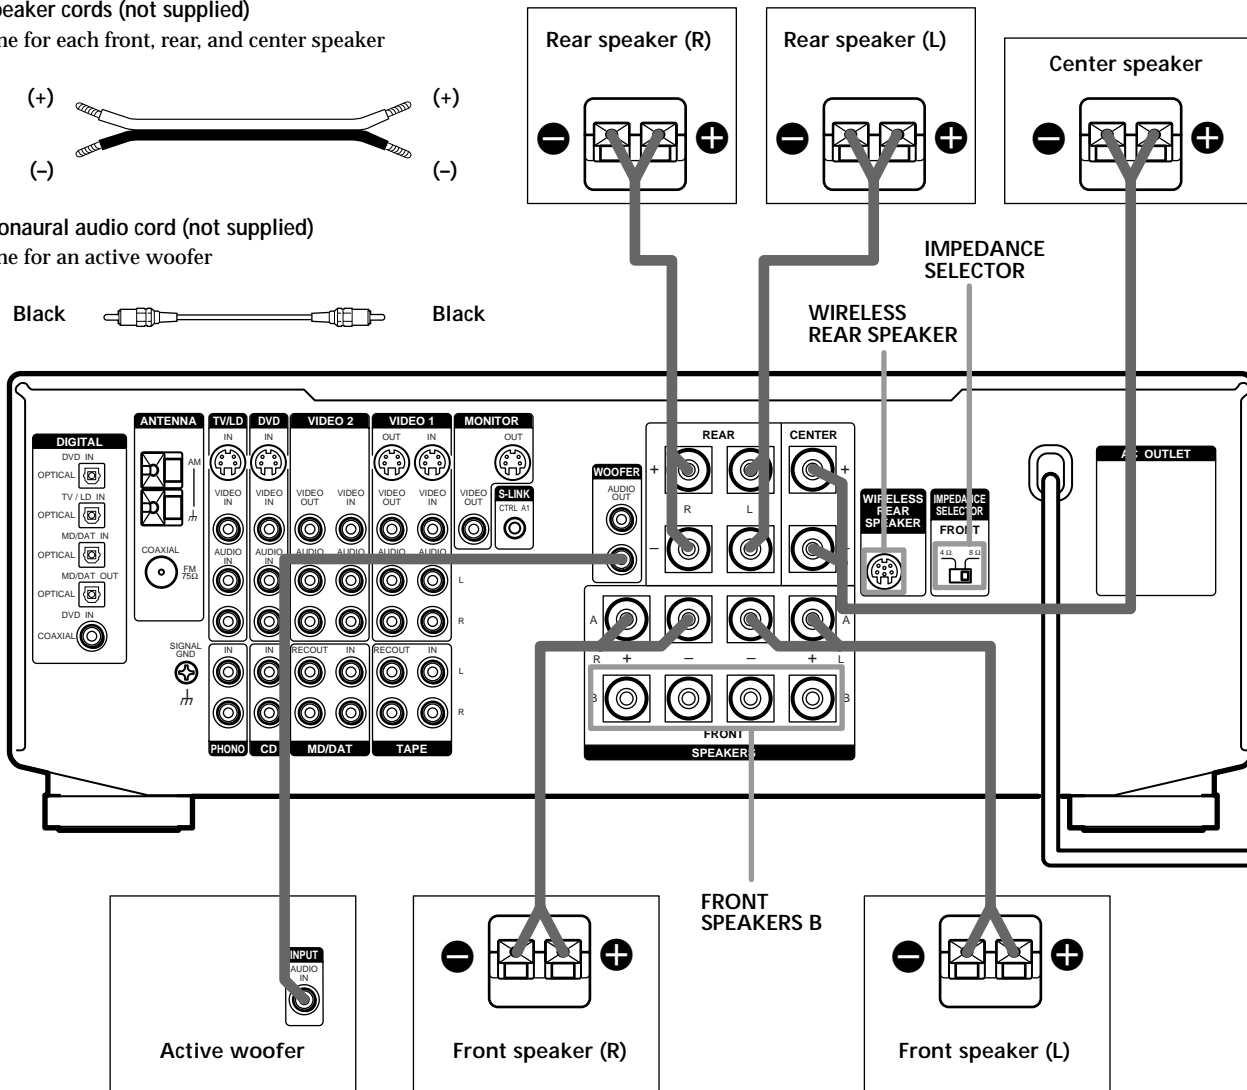 peaker cords (not supplied)
ne for each front, rear, and center speaker
(+) (+)
(–) (–)
onaural audio cord (not supplied)
ne for an active woofer
Black Black
Rear speaker (R)
Rear speaker (L)
Center speaker
IMPEDANCE
SELECTOR
WIRELESS
REAR SPEAKER
DIGITAL
DVD IN
OPTICAL
TV / LD IN
OPTICAL
MD/DAT IN
OPTICAL
MD/DAT OUT
OPTICAL
DVD IN
COAXIAL
ANTENNA
AM
COAXIAL
FM
75Ω
SIGNAL
GND
TV/LD DVD VIDEO 2 VIDEO 1 MONITOR
IN IN OUT IN OUT
VIDEO IN VIDEO IN VIDEO OUT VIDEO IN VIDEO OUT VIDEO IN VIDEO OUT
S-LINK
CTRL A1
AUDIO IN AUDIO IN AUDIO AUDIO AUDIO AUDIO
L
R
IN IN RECOUT IN RECOUT IN
L
R
PHONO CD MD/DAT TAPE
WOOFER
AUDIO
OUT
REAR CENTER
+ +
R L
– –
A A
R + – – + L
B B
FRONT
SPEAKERS
WIRELESS
REAR
SPEAKER
IMPEDANCE
SELECTOR
FRONT
4 Ω 8 Ω
AC OUTLET
FRONT
SPEAKERS B
INPUT
AUDIO
IN
Active woofer
Front speaker (R)
Front speaker (L)